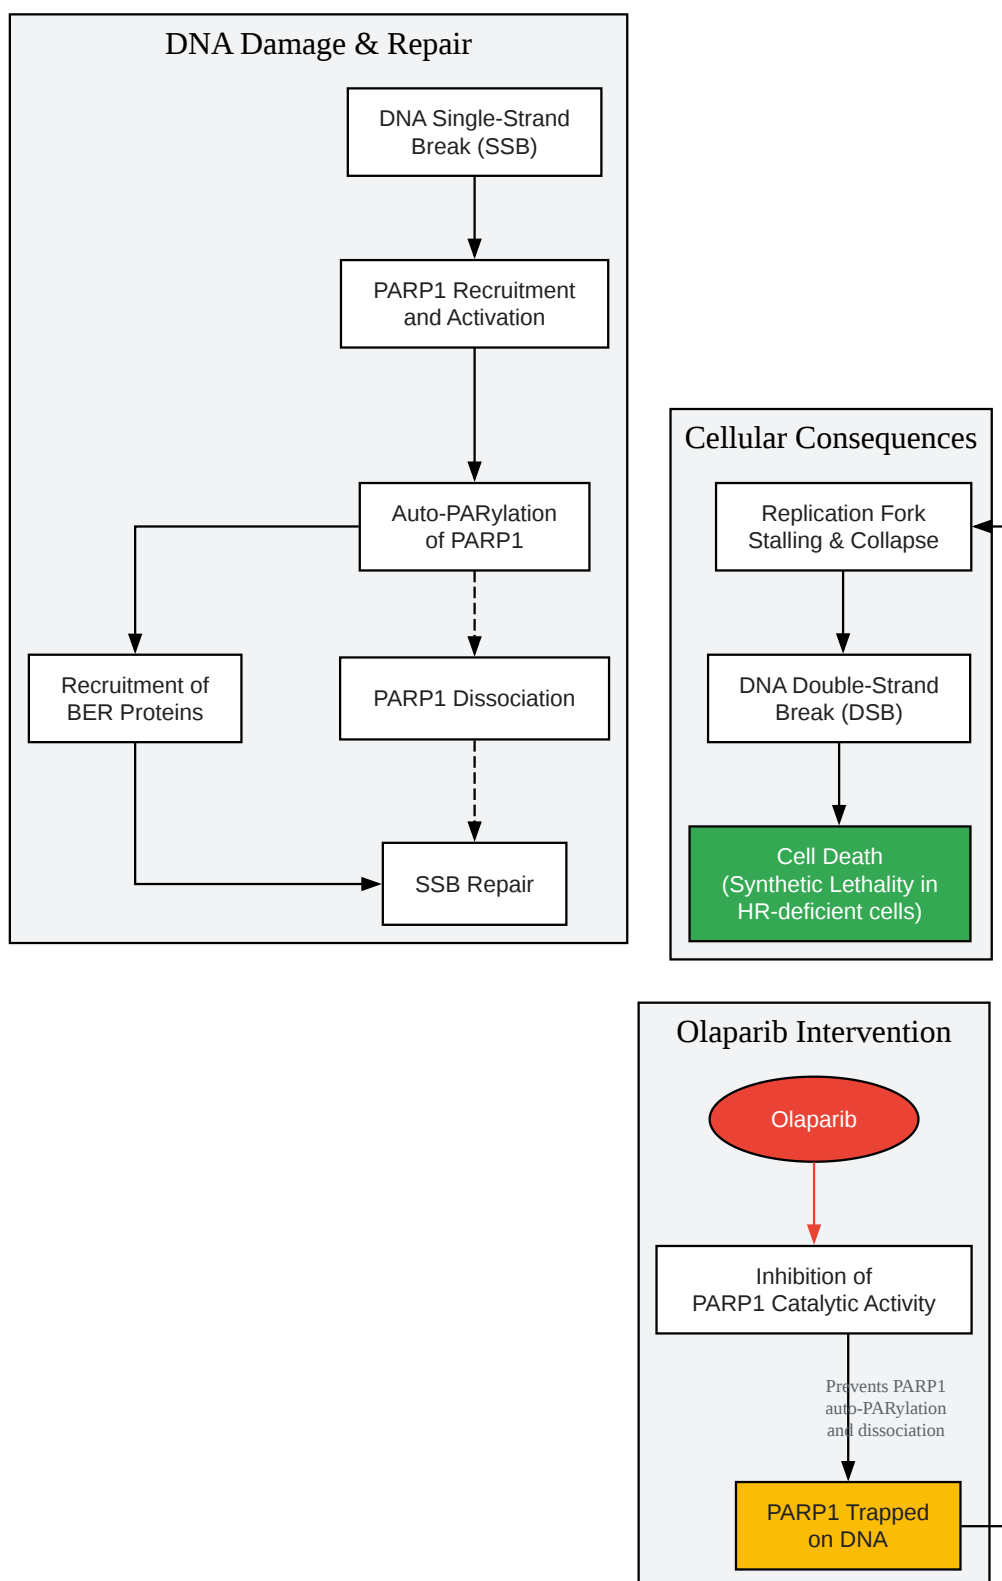 DNA Damage & Repair
DNA Single-Strand
Break (SSB)
PARP1 Recruitment
and Activation
Auto-PARylation
of PARP1
Recruitment of
BER Proteins
PARP1 Dissociation
SSB Repair
Cellular Consequences
Replication Fork
Stalling & Collapse
DNA Double-Strand
Break (DSB)
Cell Death
(Synthetic Lethality in
HR-deficient cells)
Olaparib Intervention
Olaparib
Inhibition of
PARP1 Catalytic Activity
Prevents PARP1
auto-PARylation
and dissociation
PARP1 Trapped
on DNA